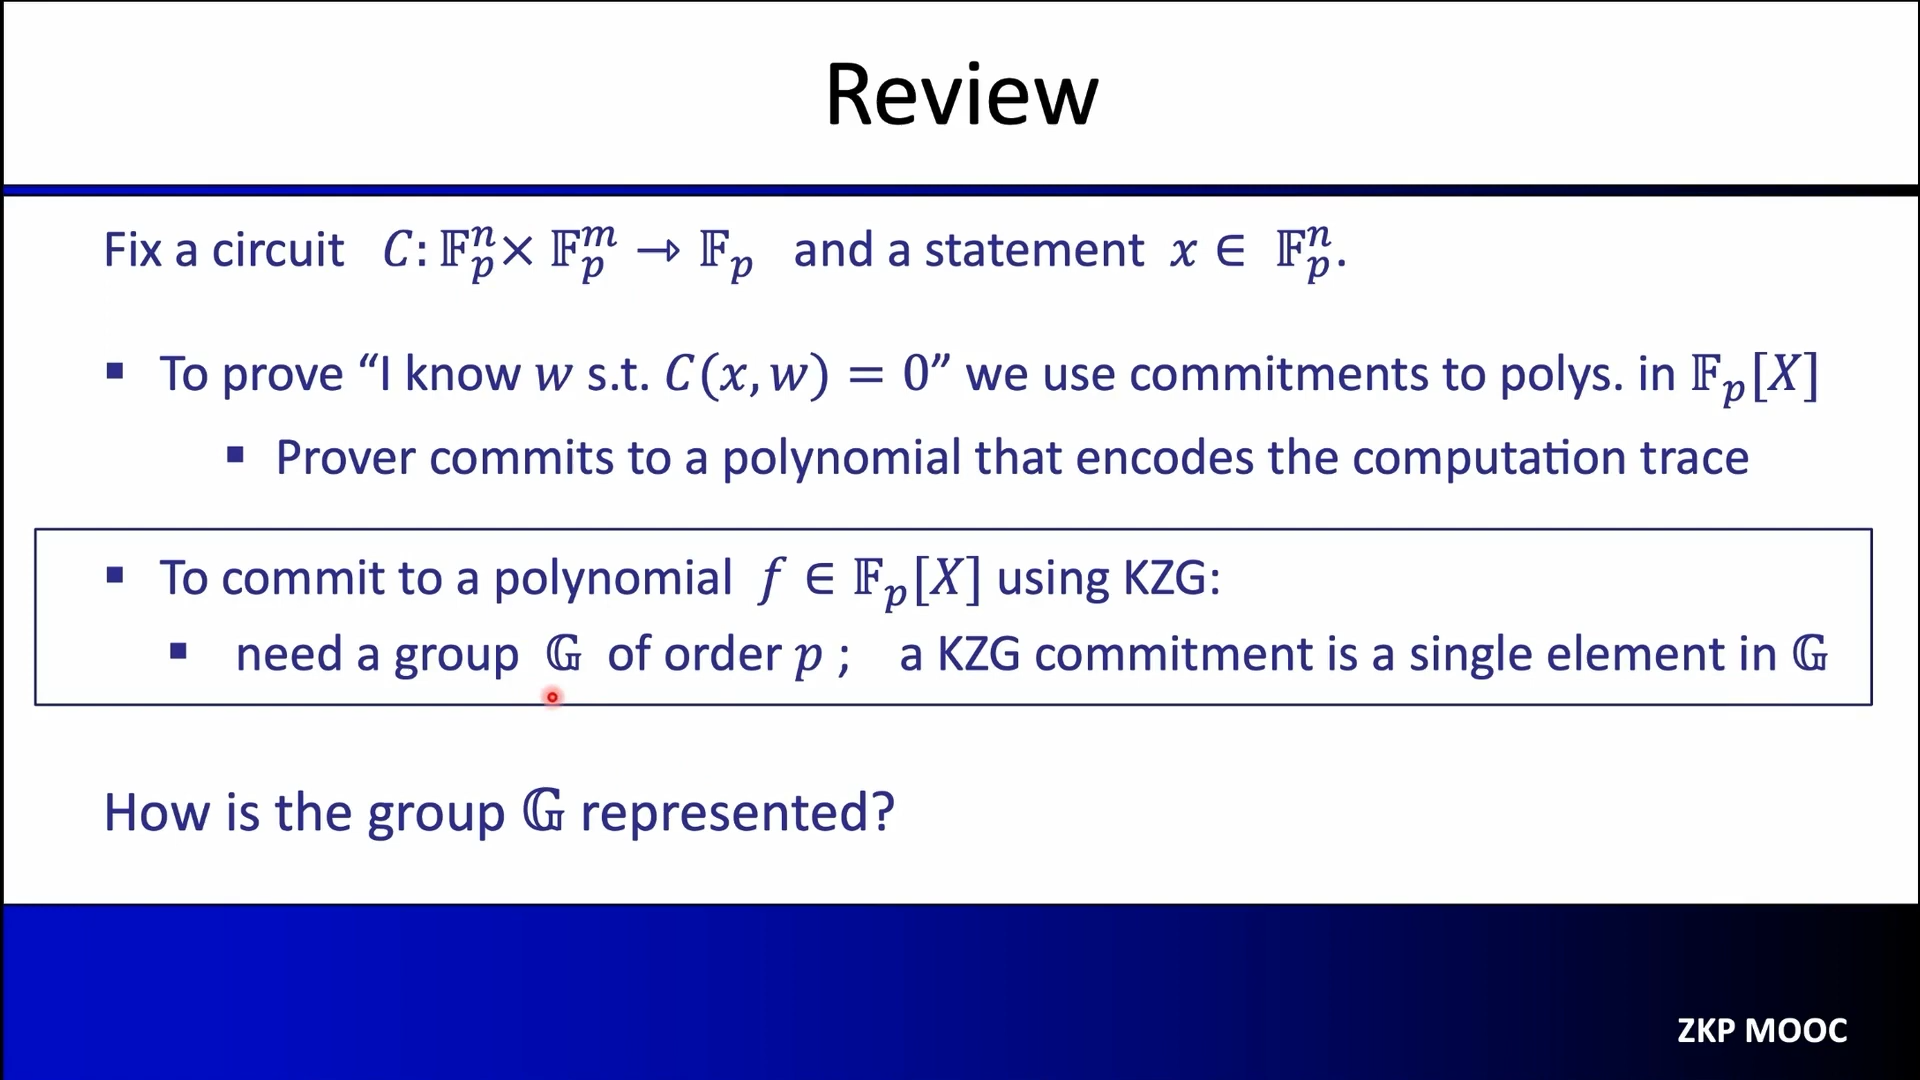 Review
Fix a circuit C: 𝔽ₚⁿ × 𝔽ₚᵐ → 𝔽ₚ and a statement x ∈ 𝔽ₚⁿ.
▪ To prove “I know w s.t. C(x, w) = 0” we use commitments to polys. in 𝔽ₚ[X]
▪ Prover commits to a polynomial that encodes the computation trace
▪ To commit to a polynomial f ∈ 𝔽ₚ[X] using KZG:
▪ need a group 𝔾 of order p ; a KZG commitment is a single element in 𝔾
How is the group 𝔾 represented?
ZKP MOOC